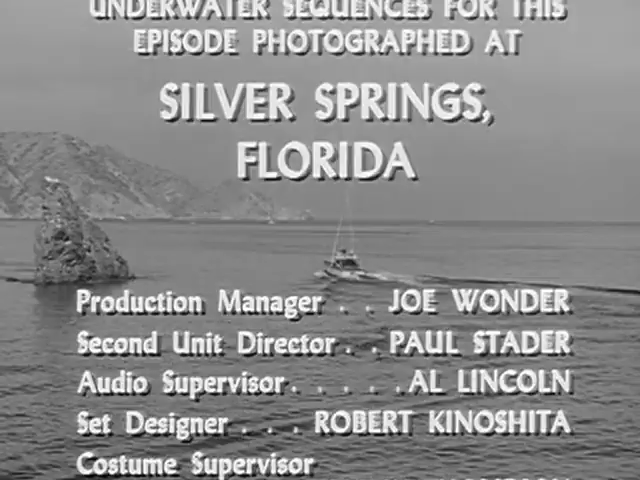 UNDERWATER SEQUENCES FOR THIS
EPISODE PHOTOGRAPHED AT
SILVER SPRINGS,
FLORIDA
Production Manager . . JOE WONDER
Second Unit Director . . PAUL STADER
Audio Supervisor . . . . . AL LINCOLN
Set Designer . . . ROBERT KINOSHITA
Costume Supervisor